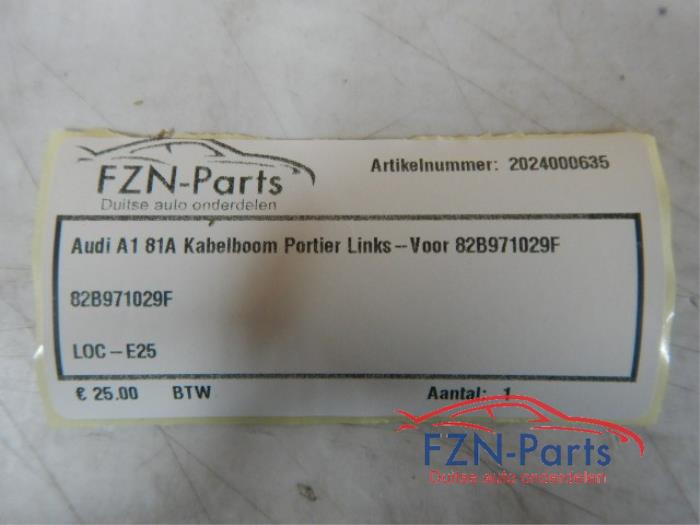 FZN-Parts
Duitse auto onderdelen
Artikelnummer: 2024000635
Audi A1 81A Kabelboom Portier Links-Voor 82B971029F
82B971029F
LOC-E25
€ 25.00 BTW Aantal: 1
FZN-Parts
Duitse auto onderdelen